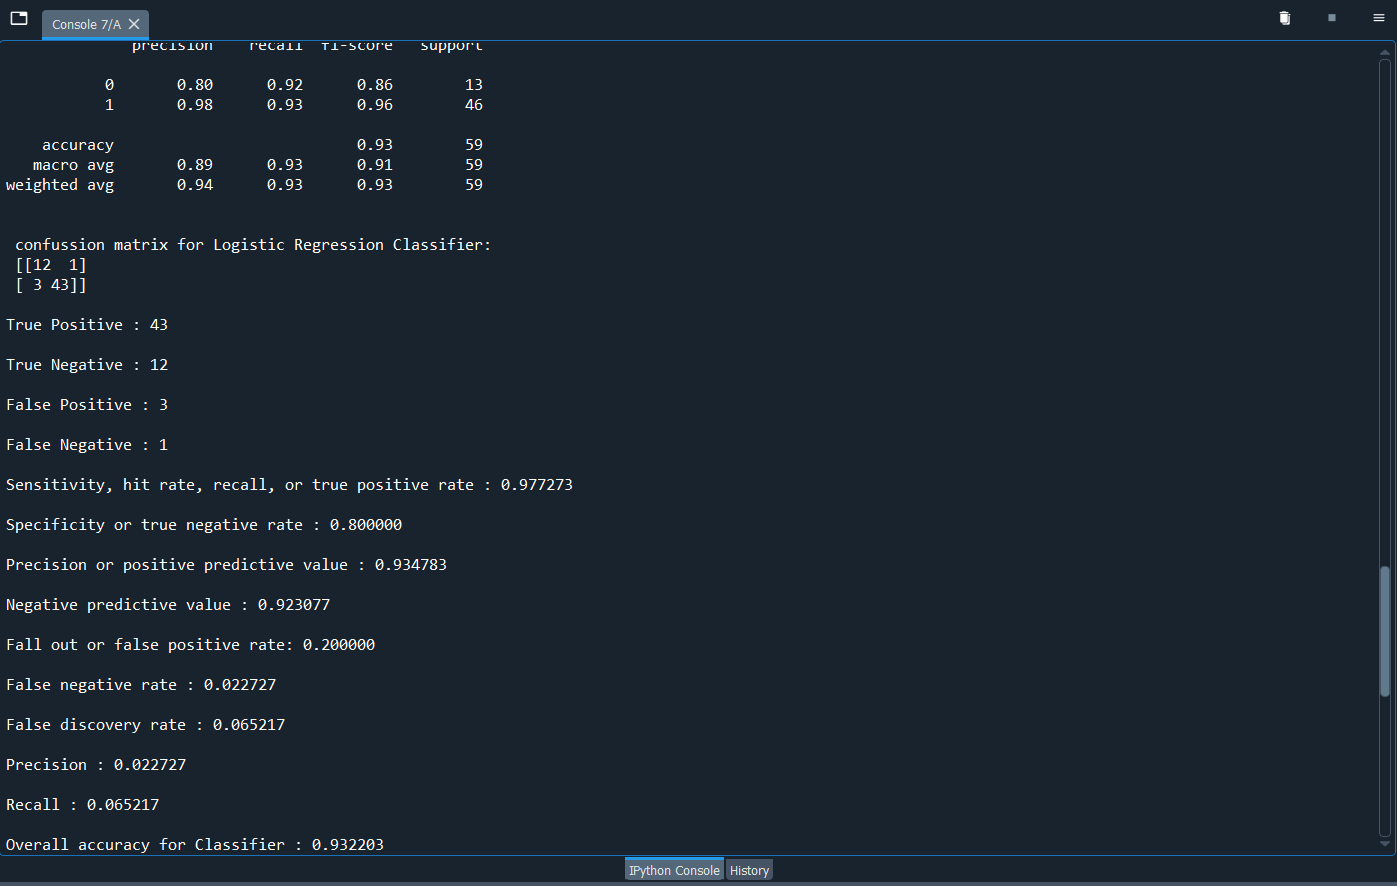 Console 7/A
precision recall f1-score support
0 0.80 0.92 0.86 13
1 0.98 0.93 0.96 46
accuracy 0.93 59
macro avg 0.89 0.93 0.91 59
weighted avg 0.94 0.93 0.93 59
confussion matrix for Logistic Regression Classifier:
[[12 1]
[ 3 43]]
True Positive : 43
True Negative : 12
False Positive : 3
False Negative : 1
Sensitivity, hit rate, recall, or true positive rate : 0.977273
Specificity or true negative rate : 0.800000
Precision or positive predictive value : 0.934783
Negative predictive value : 0.923077
Fall out or false positive rate: 0.200000
False negative rate : 0.022727
False discovery rate : 0.065217
Precision : 0.022727
Recall : 0.065217
Overall accuracy for Classifier : 0.932203
IPython Console History